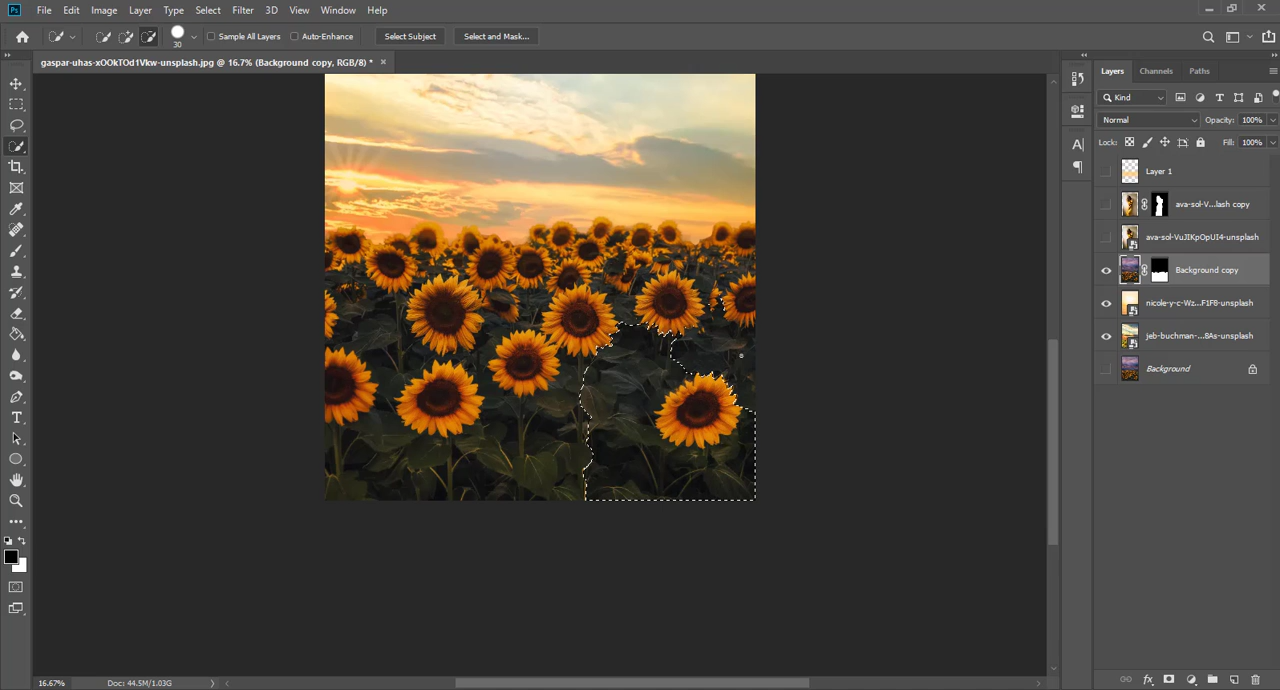 Ps File Edit Image Layer Type Select Filter 3D View Window Help
30 Sample All Layers Auto-Enhance Select Subject Select and Mask...
gaspar-uhas-xOOkTOd1Vkw-unsplash.jpg @ 16.7% (Background copy, RGB/8) *
Layers Channels Paths
Kind
Normal Opacity: 100%
Lock: Fill: 100%
Layer 1
ava-sol-V...lash copy
ava-sol-VuJIKpOpUI4-unsplash
Background copy
nicole-y-c-Wz...F1F8-unsplash
jeb-buchman-...BAs-unsplash
Background
16.67% Doc: 44.5M/1.03G